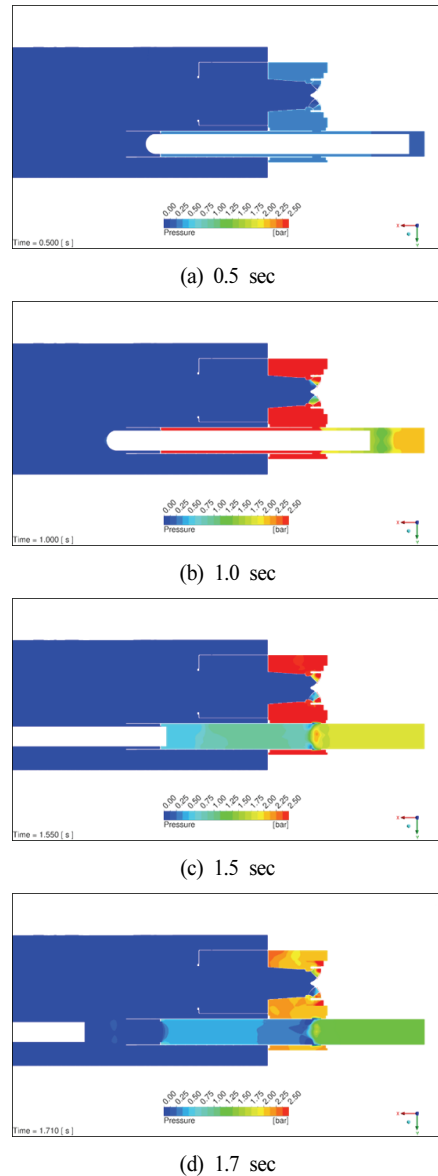 0.00
0.25
0.50
0.75
1.00
1.25
1.50
1.75
2.00
2.25
2.50
Pressure [bar]
Time = 0.500 [ s ]
X
Y
(a) 0.5 sec
0.00
0.25
0.50
0.75
1.00
1.25
1.50
1.75
2.00
2.25
2.50
Pressure [bar]
Time = 1.000 [ s ]
X
Y
(b) 1.0 sec
0.00
0.25
0.50
0.75
1.00
1.25
1.50
1.75
2.00
2.25
2.50
Pressure [bar]
Time = 1.550 [ s ]
X
Y
(c) 1.5 sec
0.00
0.25
0.50
0.75
1.00
1.25
1.50
1.75
2.00
2.25
2.50
Pressure [bar]
Time = 1.710 [ s ]
X
Y
(d) 1.7 sec